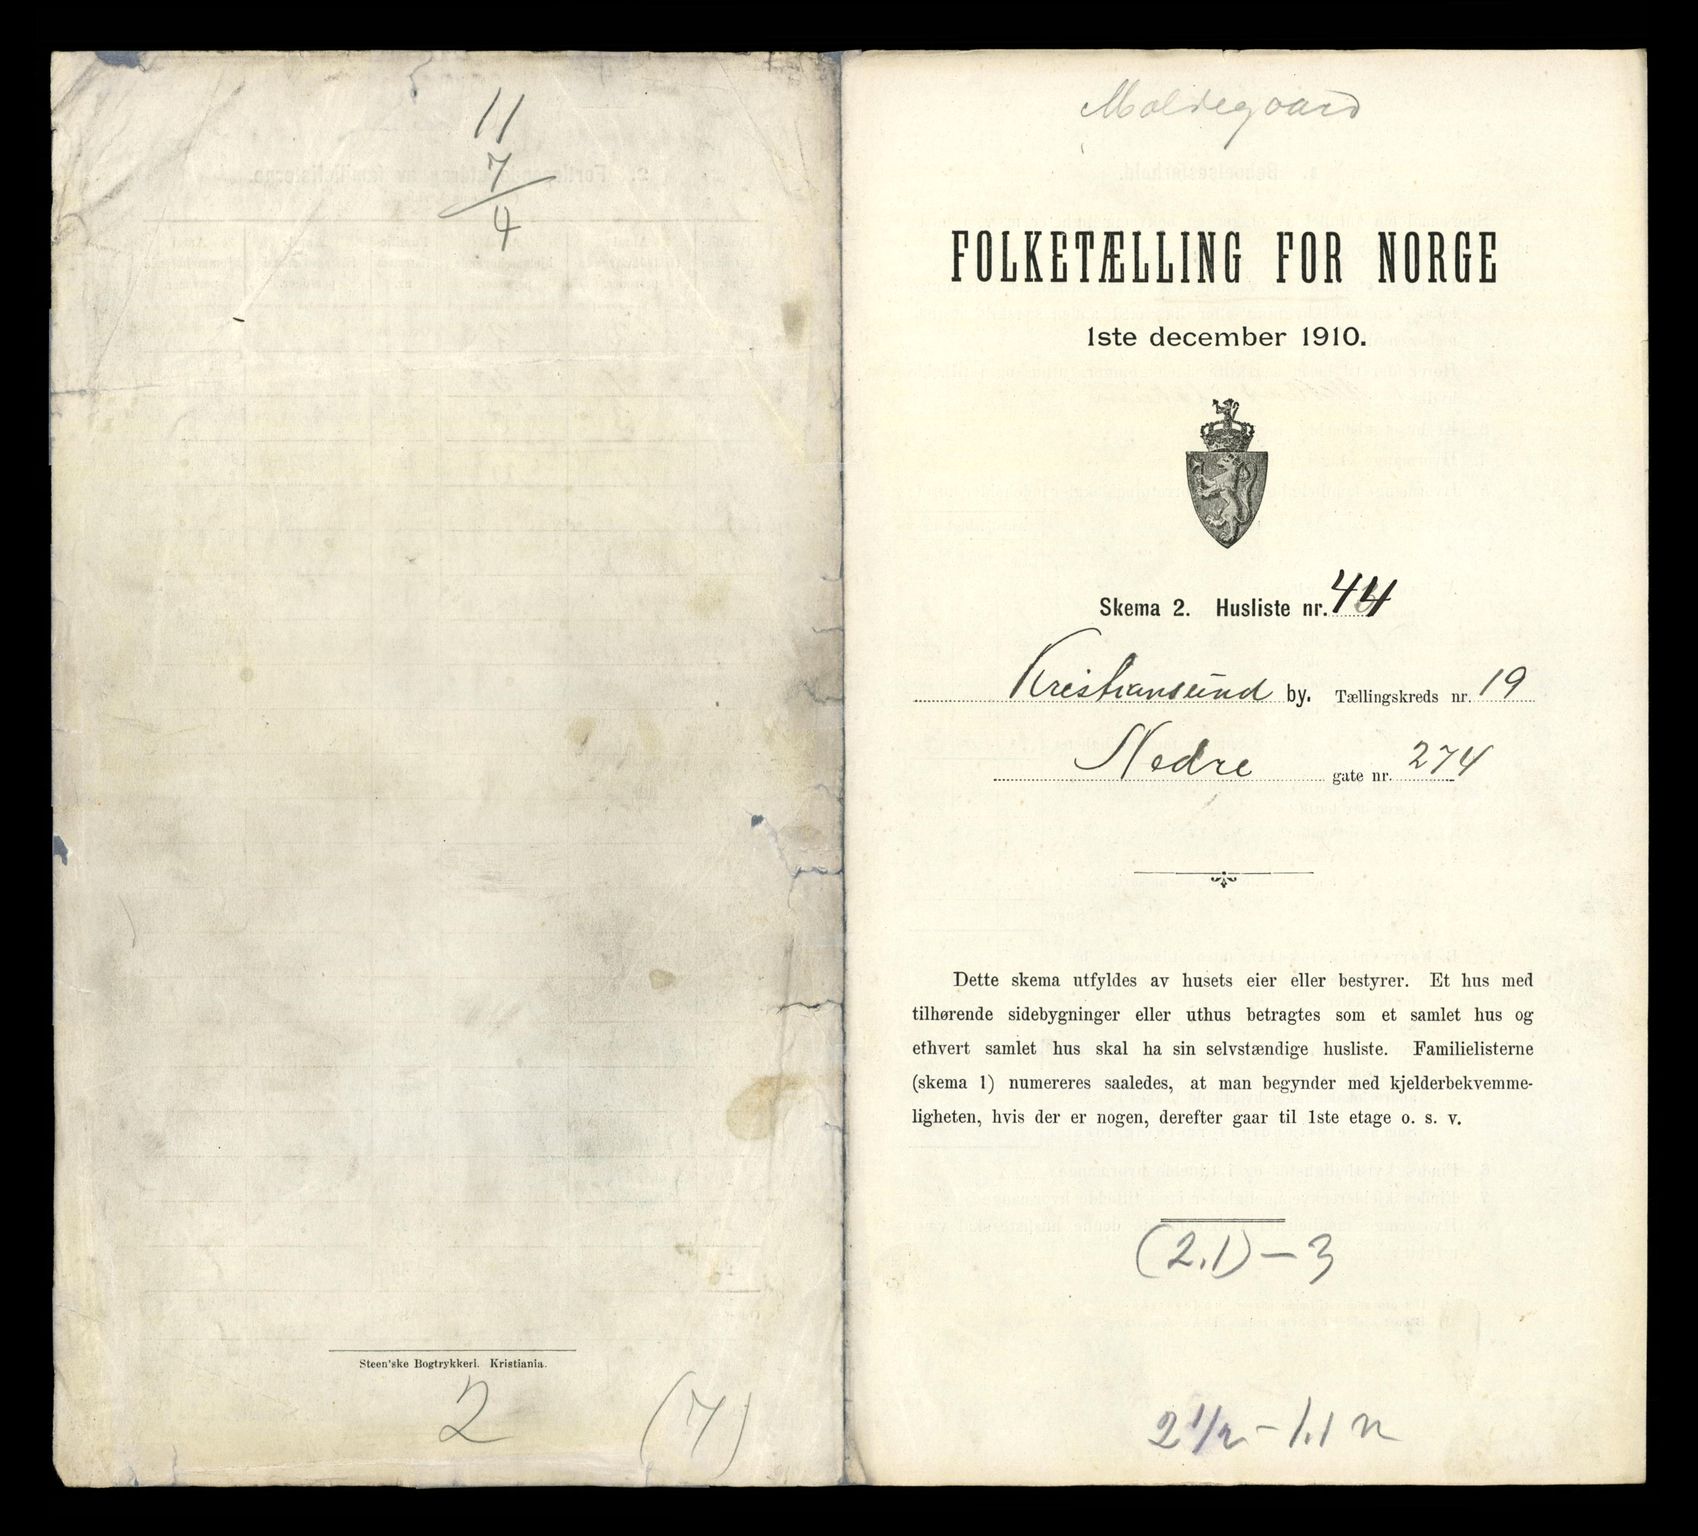 11
7
4
Steen'ske Bogtrykkeri. Kristiania.
2 (7)
Moldegaard
FOLKETÆLLING FOR NORGE
1ste december 1910.
Skema 2. Husliste nr. 44
Kristiansund by. Tællingskreds nr. 19
Nedre gate nr. 274
Dette skema utfyldes av husets eier eller bestyrer. Et hus med
tilhørende sidebygninger eller uthus betragtes som et samlet hus og
ethvert samlet hus skal ha sin selvstændige husliste. Familielisterne
(skema 1) numereres saaledes, at man begynder med kjelderbekvemme-
ligheten, hvis der er nogen, derefter gaar til 1ste etage o. s. v.
(2.1) — 3
2 1/2 - 1.1 n